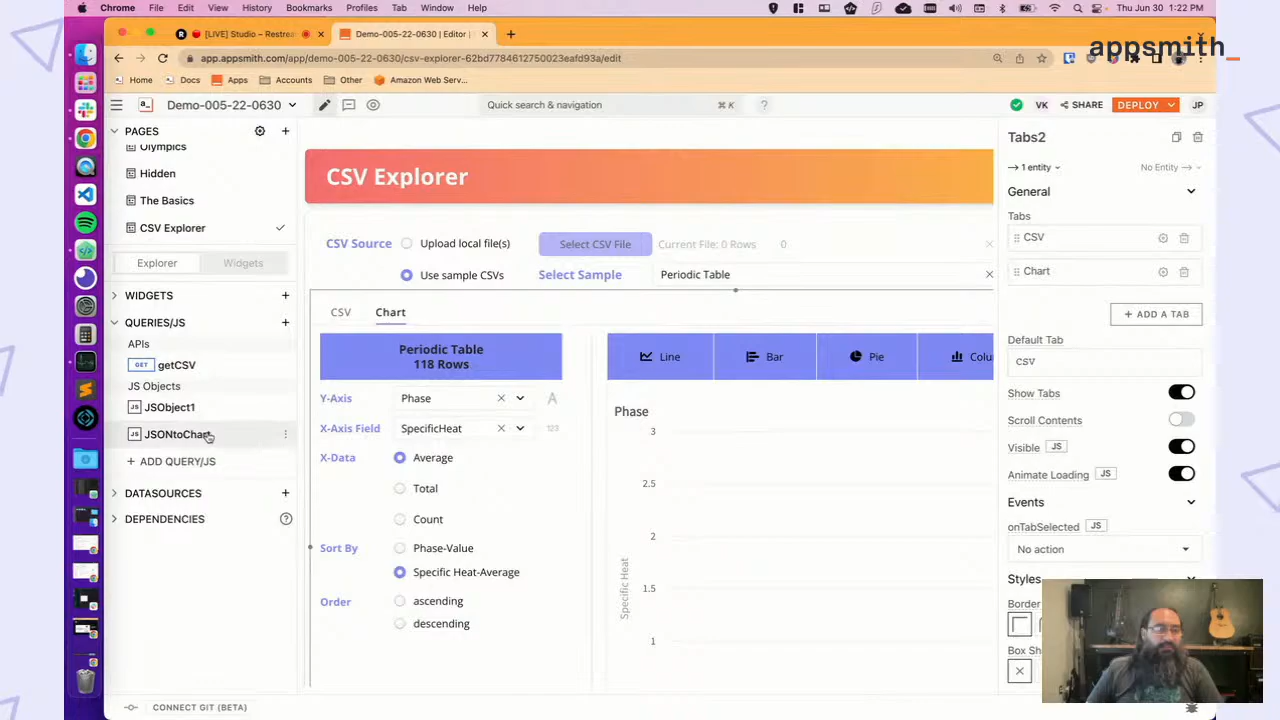 Chrome File Edit View History Bookmarks Profiles Tab Window Help Thu Jun 30 1:22 PM
[LIVE] Studio – Restrea
Demo-005-22-0630 | Editor |
appsmith_
app.appsmith.com/app/demo-005-22-0630/csv-explorer-62bd7784612750023eafd93a/edit
Home Docs Apps Accounts Other Amazon Web Serv...
Demo-005-22-0630
Quick search & navigation ⌘ K ?
VK SHARE DEPLOY JP
PAGES
Olympics
Hidden
The Basics
CSV Explorer
Explorer Widgets
WIDGETS
QUERIES/JS
APIs
GET getCSV
JS Objects
JS JSObject1
JS JSONtoChart
+ ADD QUERY/JS
DATASOURCES
DEPENDENCIES
CONNECT GIT (BETA)
CSV Explorer
CSV Source Upload local file(s) Select CSV File Current File: 0 Rows 0
Use sample CSVs Select Sample Periodic Table
CSV Chart
Periodic Table
118 Rows
Line Bar Pie Colu
Y-Axis Phase
X-Axis Field SpecificHeat 123
X-Data Average
Total
Count
Sort By Phase-Value
Specific Heat-Average
Order ascending
descending
Phase
3
2.5
2
1.5
1
Specific Heat
Tabs2
1 entity No Entity
General
Tabs
CSV
Chart
+ ADD A TAB
Default Tab
CSV
Show Tabs
Scroll Contents
Visible JS
Animate Loading JS
Events
onTabSelected JS
No action
Styles
Border
Box Sh